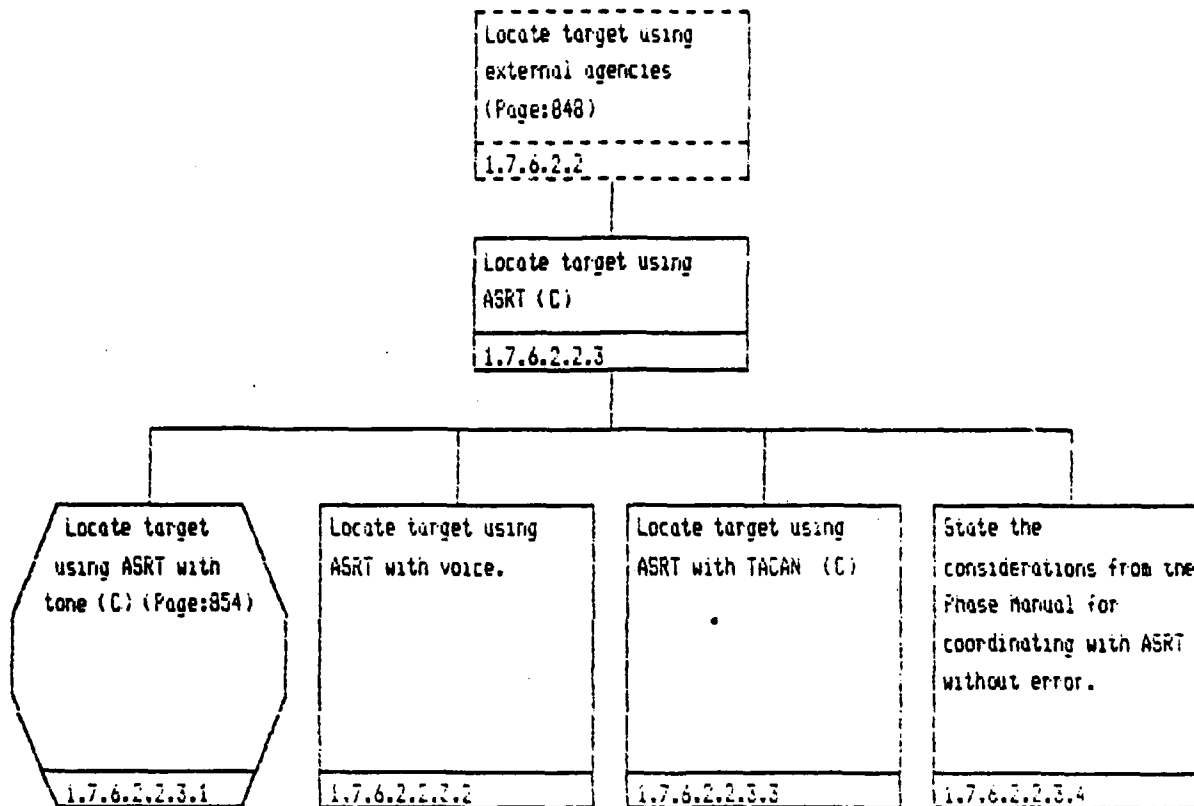 Locate target using
external agencies
(Page:848)
1.7.6.2.2
Locate target using
ASRT (C)
1.7.6.2.2.3
Locate target
using ASRT with
tone (C) (Page:854)
1.7.6.2.2.3.1
Locate target using
ASRT with voice.
1.7.6.2.2.3.2
Locate target using
ASRT with TACAN (C)
1.7.6.2.2.3.3
State the
considerations from the
Phase Manual for
coordinating with ASRT
without error.
1.7.6.2.2.3.4